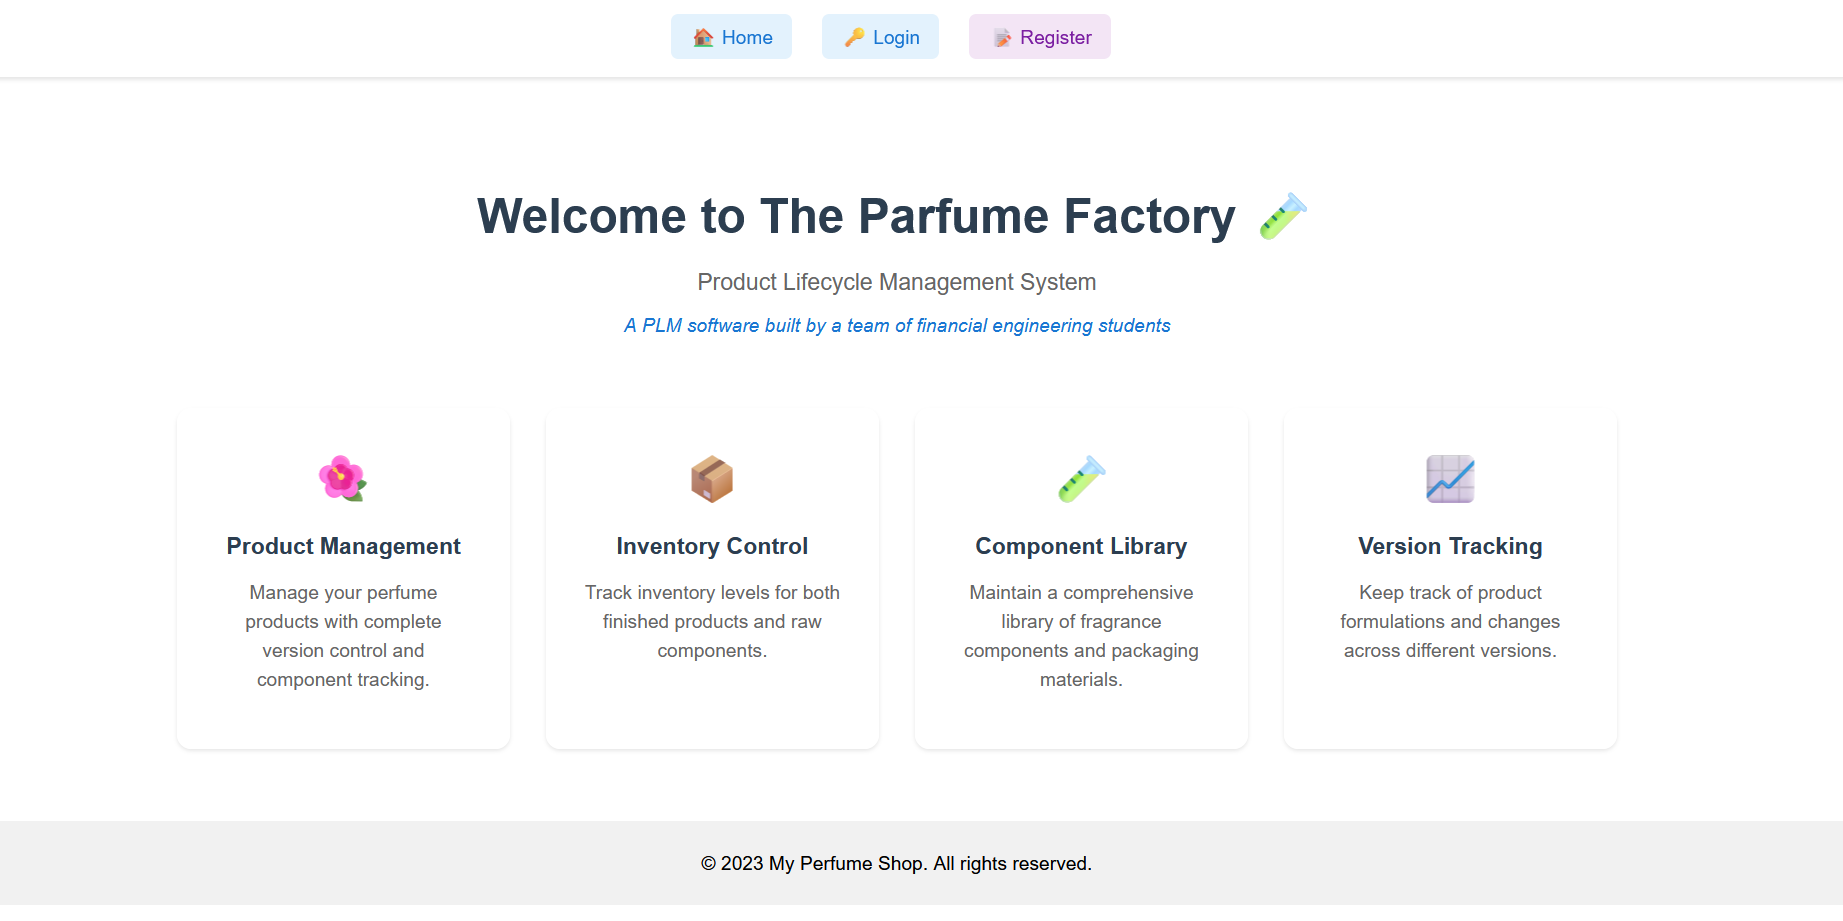 Home
Login
Register
Welcome to The Parfume Factory
Product Lifecycle Management System
A PLM software built by a team of financial engineering students
Product Management
Manage your perfume
products with complete
version control and
component tracking.
Inventory Control
Track inventory levels for both
finished products and raw
components.
Component Library
Maintain a comprehensive
library of fragrance
components and packaging
materials.
Version Tracking
Keep track of product
formulations and changes
across different versions.
© 2023 My Perfume Shop. All rights reserved.